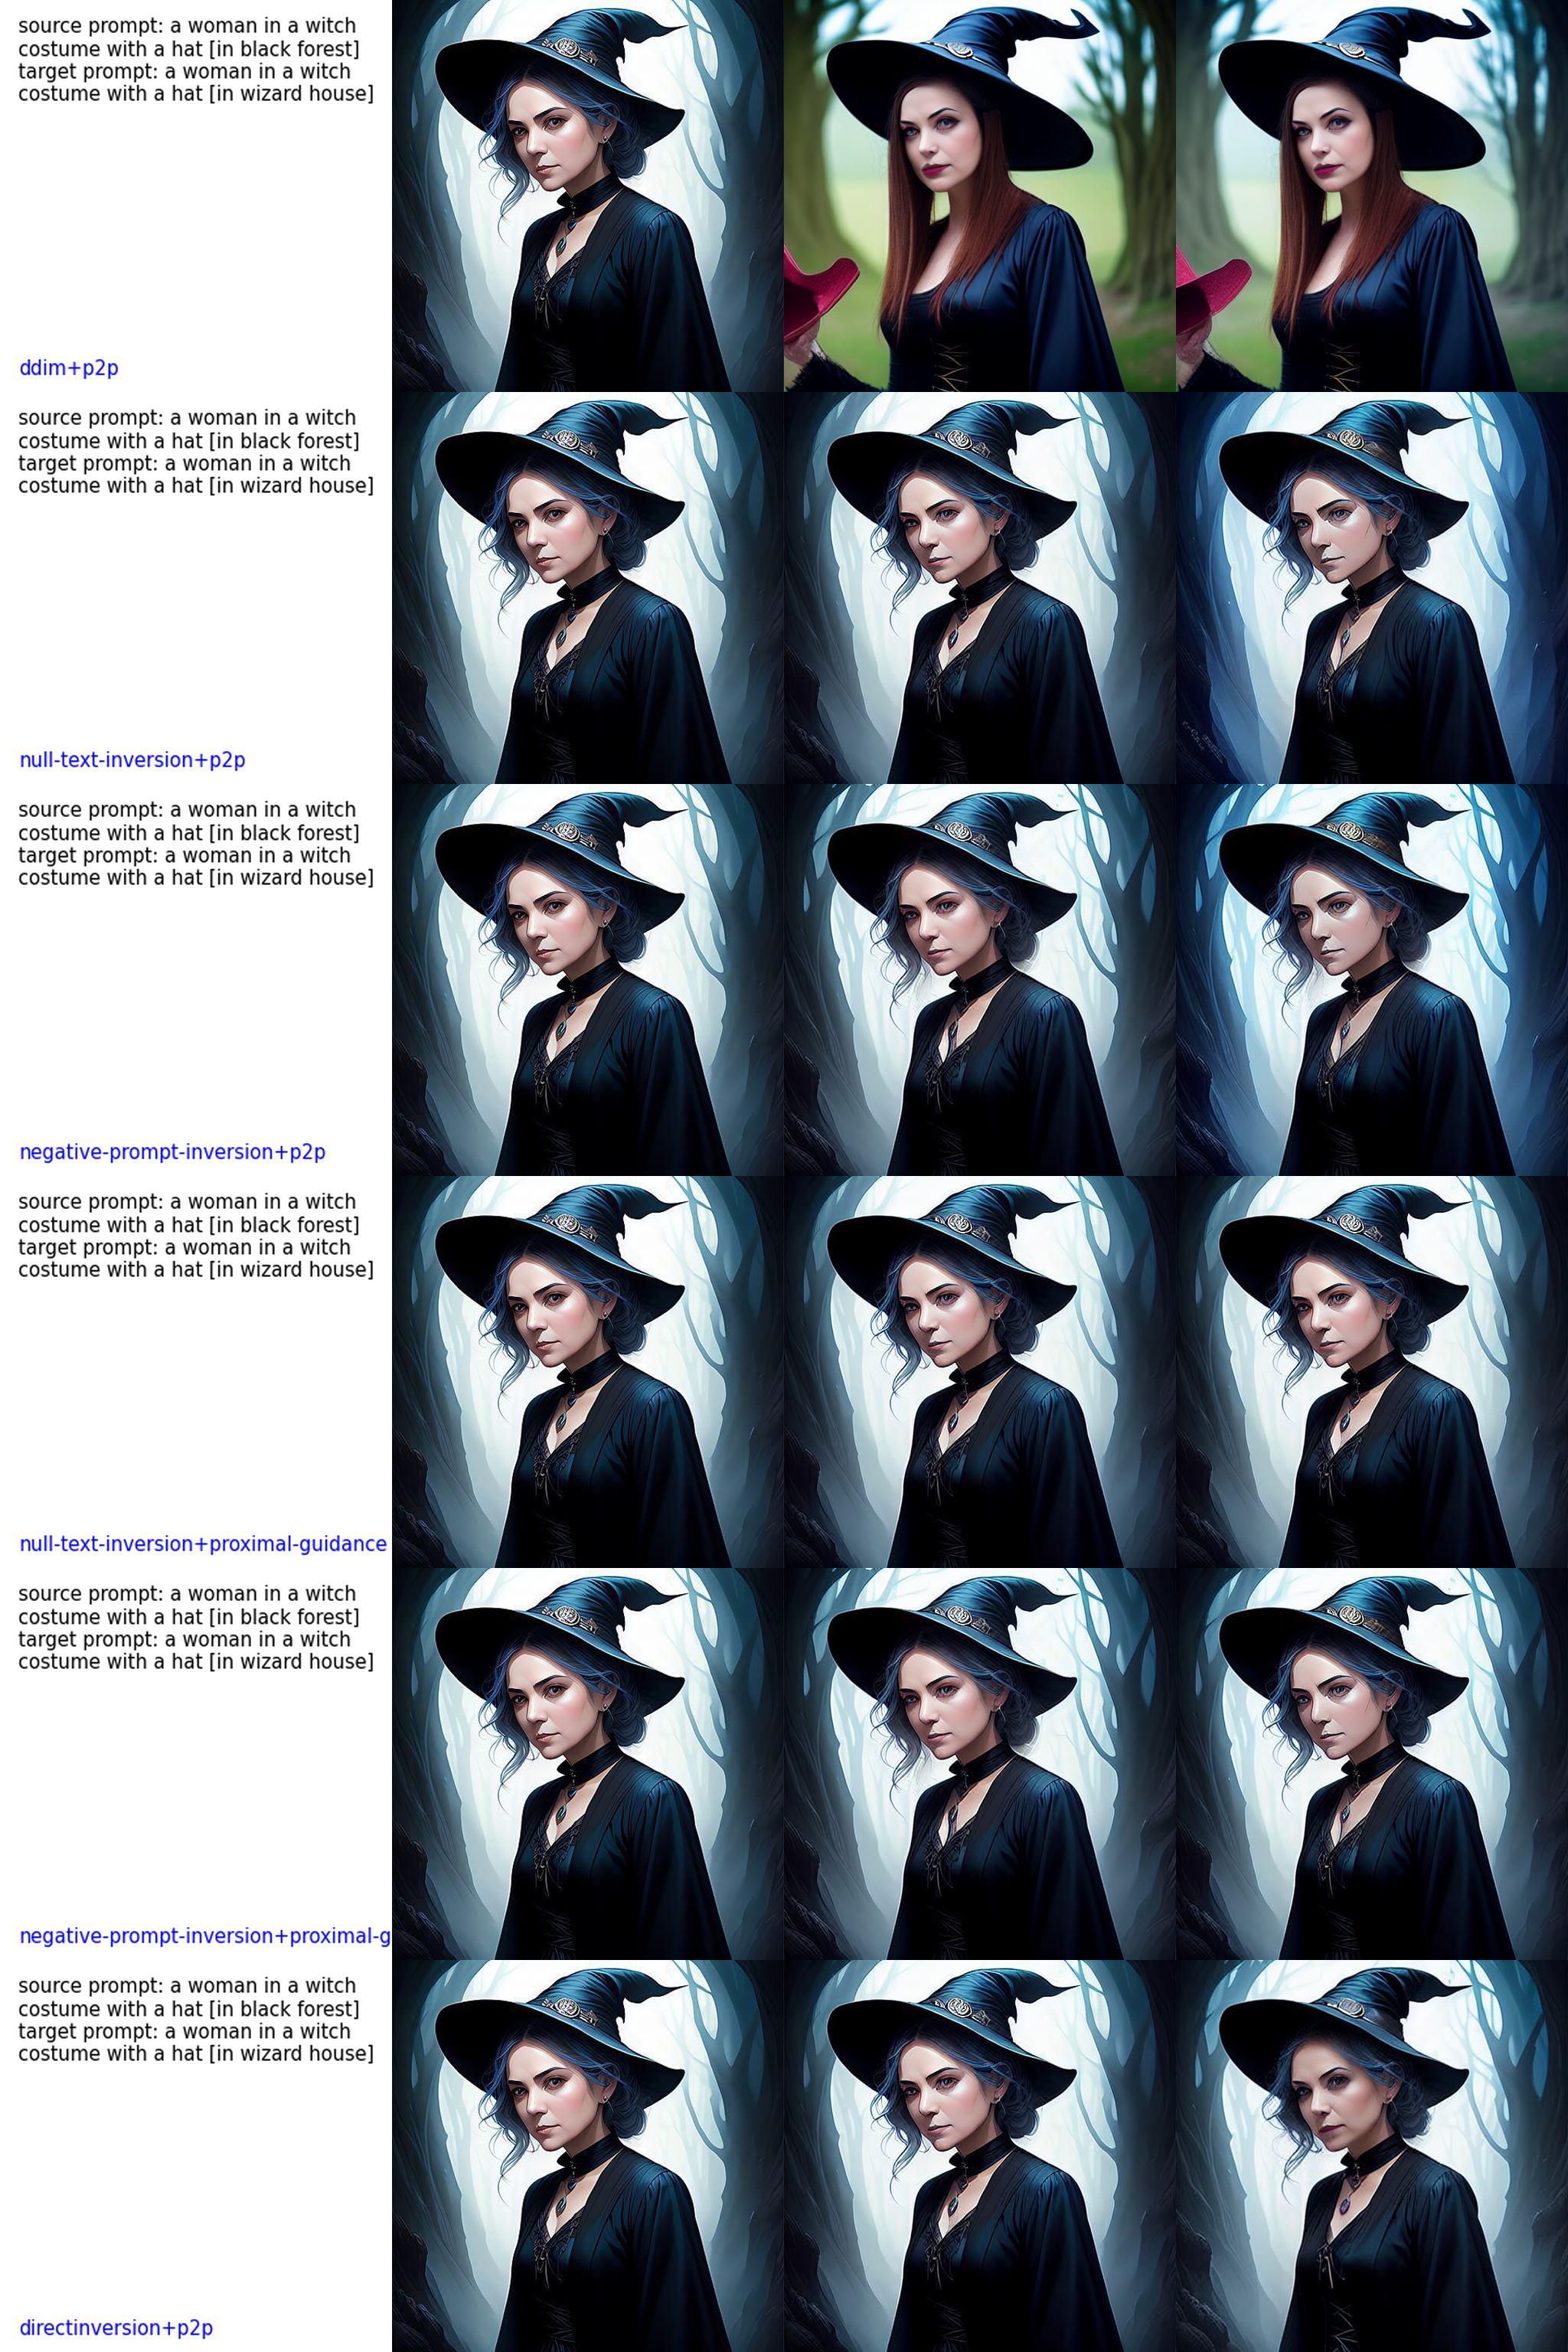 source prompt: a woman in a witch
costume with a hat [in black forest]
target prompt: a woman in a witch
costume with a hat [in wizard house]
ddim+p2p
source prompt: a woman in a witch
costume with a hat [in black forest]
target prompt: a woman in a witch
costume with a hat [in wizard house]
null-text-inversion+p2p
source prompt: a woman in a witch
costume with a hat [in black forest]
target prompt: a woman in a witch
costume with a hat [in wizard house]
negative-prompt-inversion+p2p
source prompt: a woman in a witch
costume with a hat [in black forest]
target prompt: a woman in a witch
costume with a hat [in wizard house]
null-text-inversion+proximal-guidance
source prompt: a woman in a witch
costume with a hat [in black forest]
target prompt: a woman in a witch
costume with a hat [in wizard house]
negative-prompt-inversion+proximal-g
source prompt: a woman in a witch
costume with a hat [in black forest]
target prompt: a woman in a witch
costume with a hat [in wizard house]
directinversion+p2p